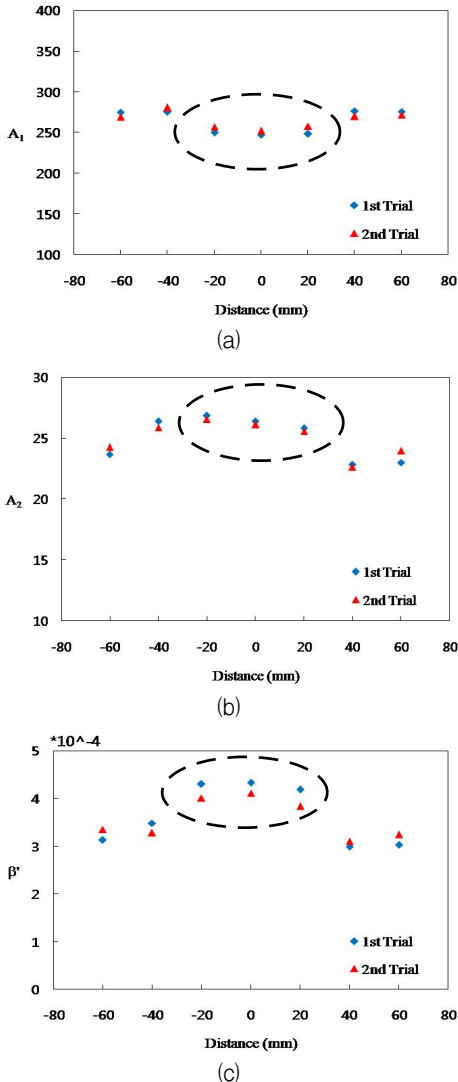 400
350
300
250
A₁
200
150
100
1st Trial
2nd Trial
-80 -60 -40 -20 0 20 40 60 80
Distance (mm)
(a)
30
25
20
A₂
15
10
1st Trial
2nd Trial
-80 -60 -40 -20 0 20 40 60 80
Distance (mm)
(b)
*10^-4
5
4
3
β'
2
1
0
1st Trial
2nd Trial
-80 -60 -40 -20 0 20 40 60 80
Distance (mm)
(c)